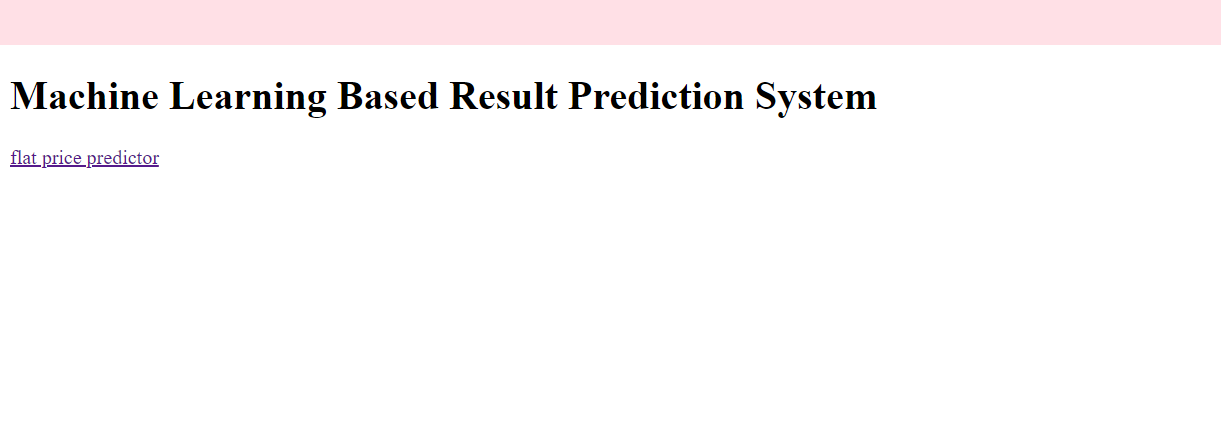 Machine Learning Based Result Prediction System
flat price predictor